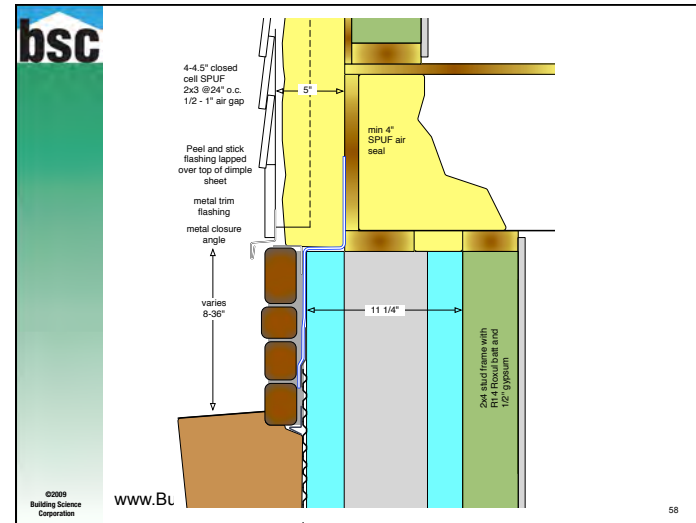 bsc
4-4.5" closed
cell SPUF
2x3 @24" o.c.
1/2 - 1" air gap
5"
min 4"
SPUF air
seal
Peel and stick
flashing lapped
over top of dimple
sheet
metal trim
flashing
metal closure
angle
varies
8-36"
11 1/4"
2x4 stud frame with
R14 Roxul batt and
1/2" gypsum
©2009
Building Science
Corporation
www.Bu
58